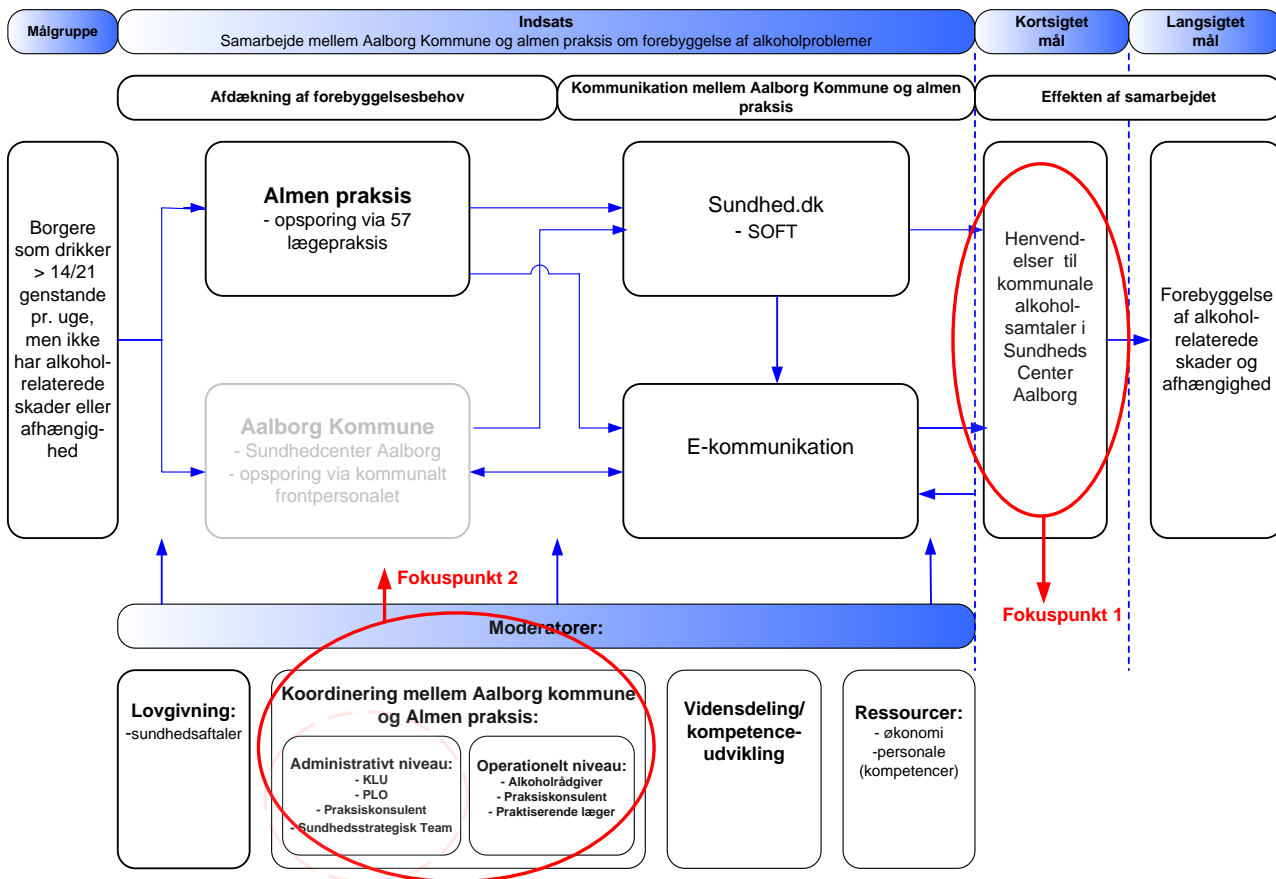 Målgruppe
Indsats
Samarbejde mellem Aalborg Kommune og almen praksis om forebyggelse af alkoholproblemer
Kortsigtet
mål
Langsigtet
mål
Afdækning af forebyggelsesbehov
Kommunikation mellem Aalborg Kommune og almen
praksis
Effekten af samarbejdet
Borgere
som drikker
> 14/21
genstande
pr. uge,
men ikke
har alkohol-
relaterede
skader eller
afhængig-
hed
Almen praksis
- opsporing via 57
lægepraksis
Aalborg Kommune
- Sundhedcenter Aalborg
- opsporing via kommunalt
frontpersonalet
Sundhed.dk
- SOFT
E-kommunikation
Henvend-
elser til
kommunale
alkohol-
samtaler i
Sundheds
Center
Aalborg
Forebyggelse
af alkohol-
relaterede
skader og
afhængighed
Fokuspunkt 2
Fokuspunkt 1
Moderatorer:
Lovgivning:
-sundhedsaftaler
Koordinering mellem Aalborg kommune
og Almen praksis:
Administrativt niveau:
- KLU
- PLO
- Praksiskonsulent
- Sundhedsstrategisk Team
Operationelt niveau:
- Alkoholrådgiver
- Praksiskonsulent
- Praktiserende læger
Vidensdeling/
kompetence-
udvikling
Ressourcer:
- økonomi
-personale
(kompetencer)